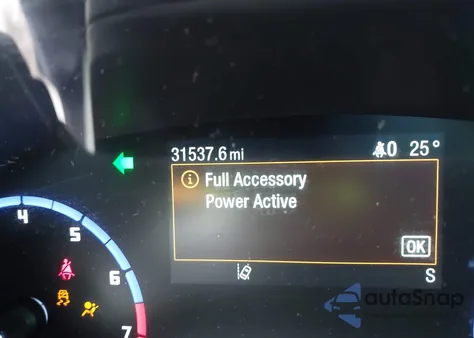 31537.6 mi 0 25°
Full Accessory
Power Active
OK
S
4
5
6
7
autoSnap